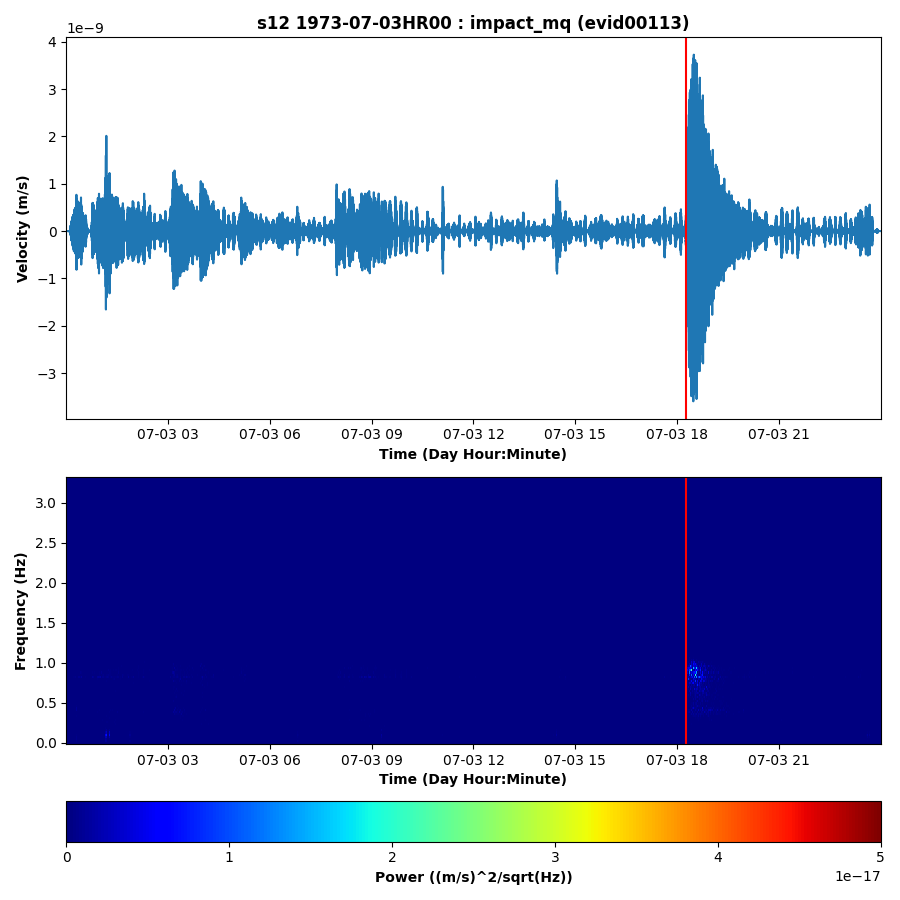 s12 1973-07-03HR00 : impact_mq (evid00113)
1e−9
4
3
2
1
0
−1
−2
−3
Velocity (m/s)
07-03 03 07-03 06 07-03 09 07-03 12 07-03 15 07-03 18 07-03 21
Time (Day Hour:Minute)
3.0
2.5
2.0
1.5
1.0
0.5
0.0
Frequency (Hz)
07-03 03 07-03 06 07-03 09 07-03 12 07-03 15 07-03 18 07-03 21
Time (Day Hour:Minute)
0 1 2 3 4 5
1e−17
Power ((m/s)^2/sqrt(Hz))